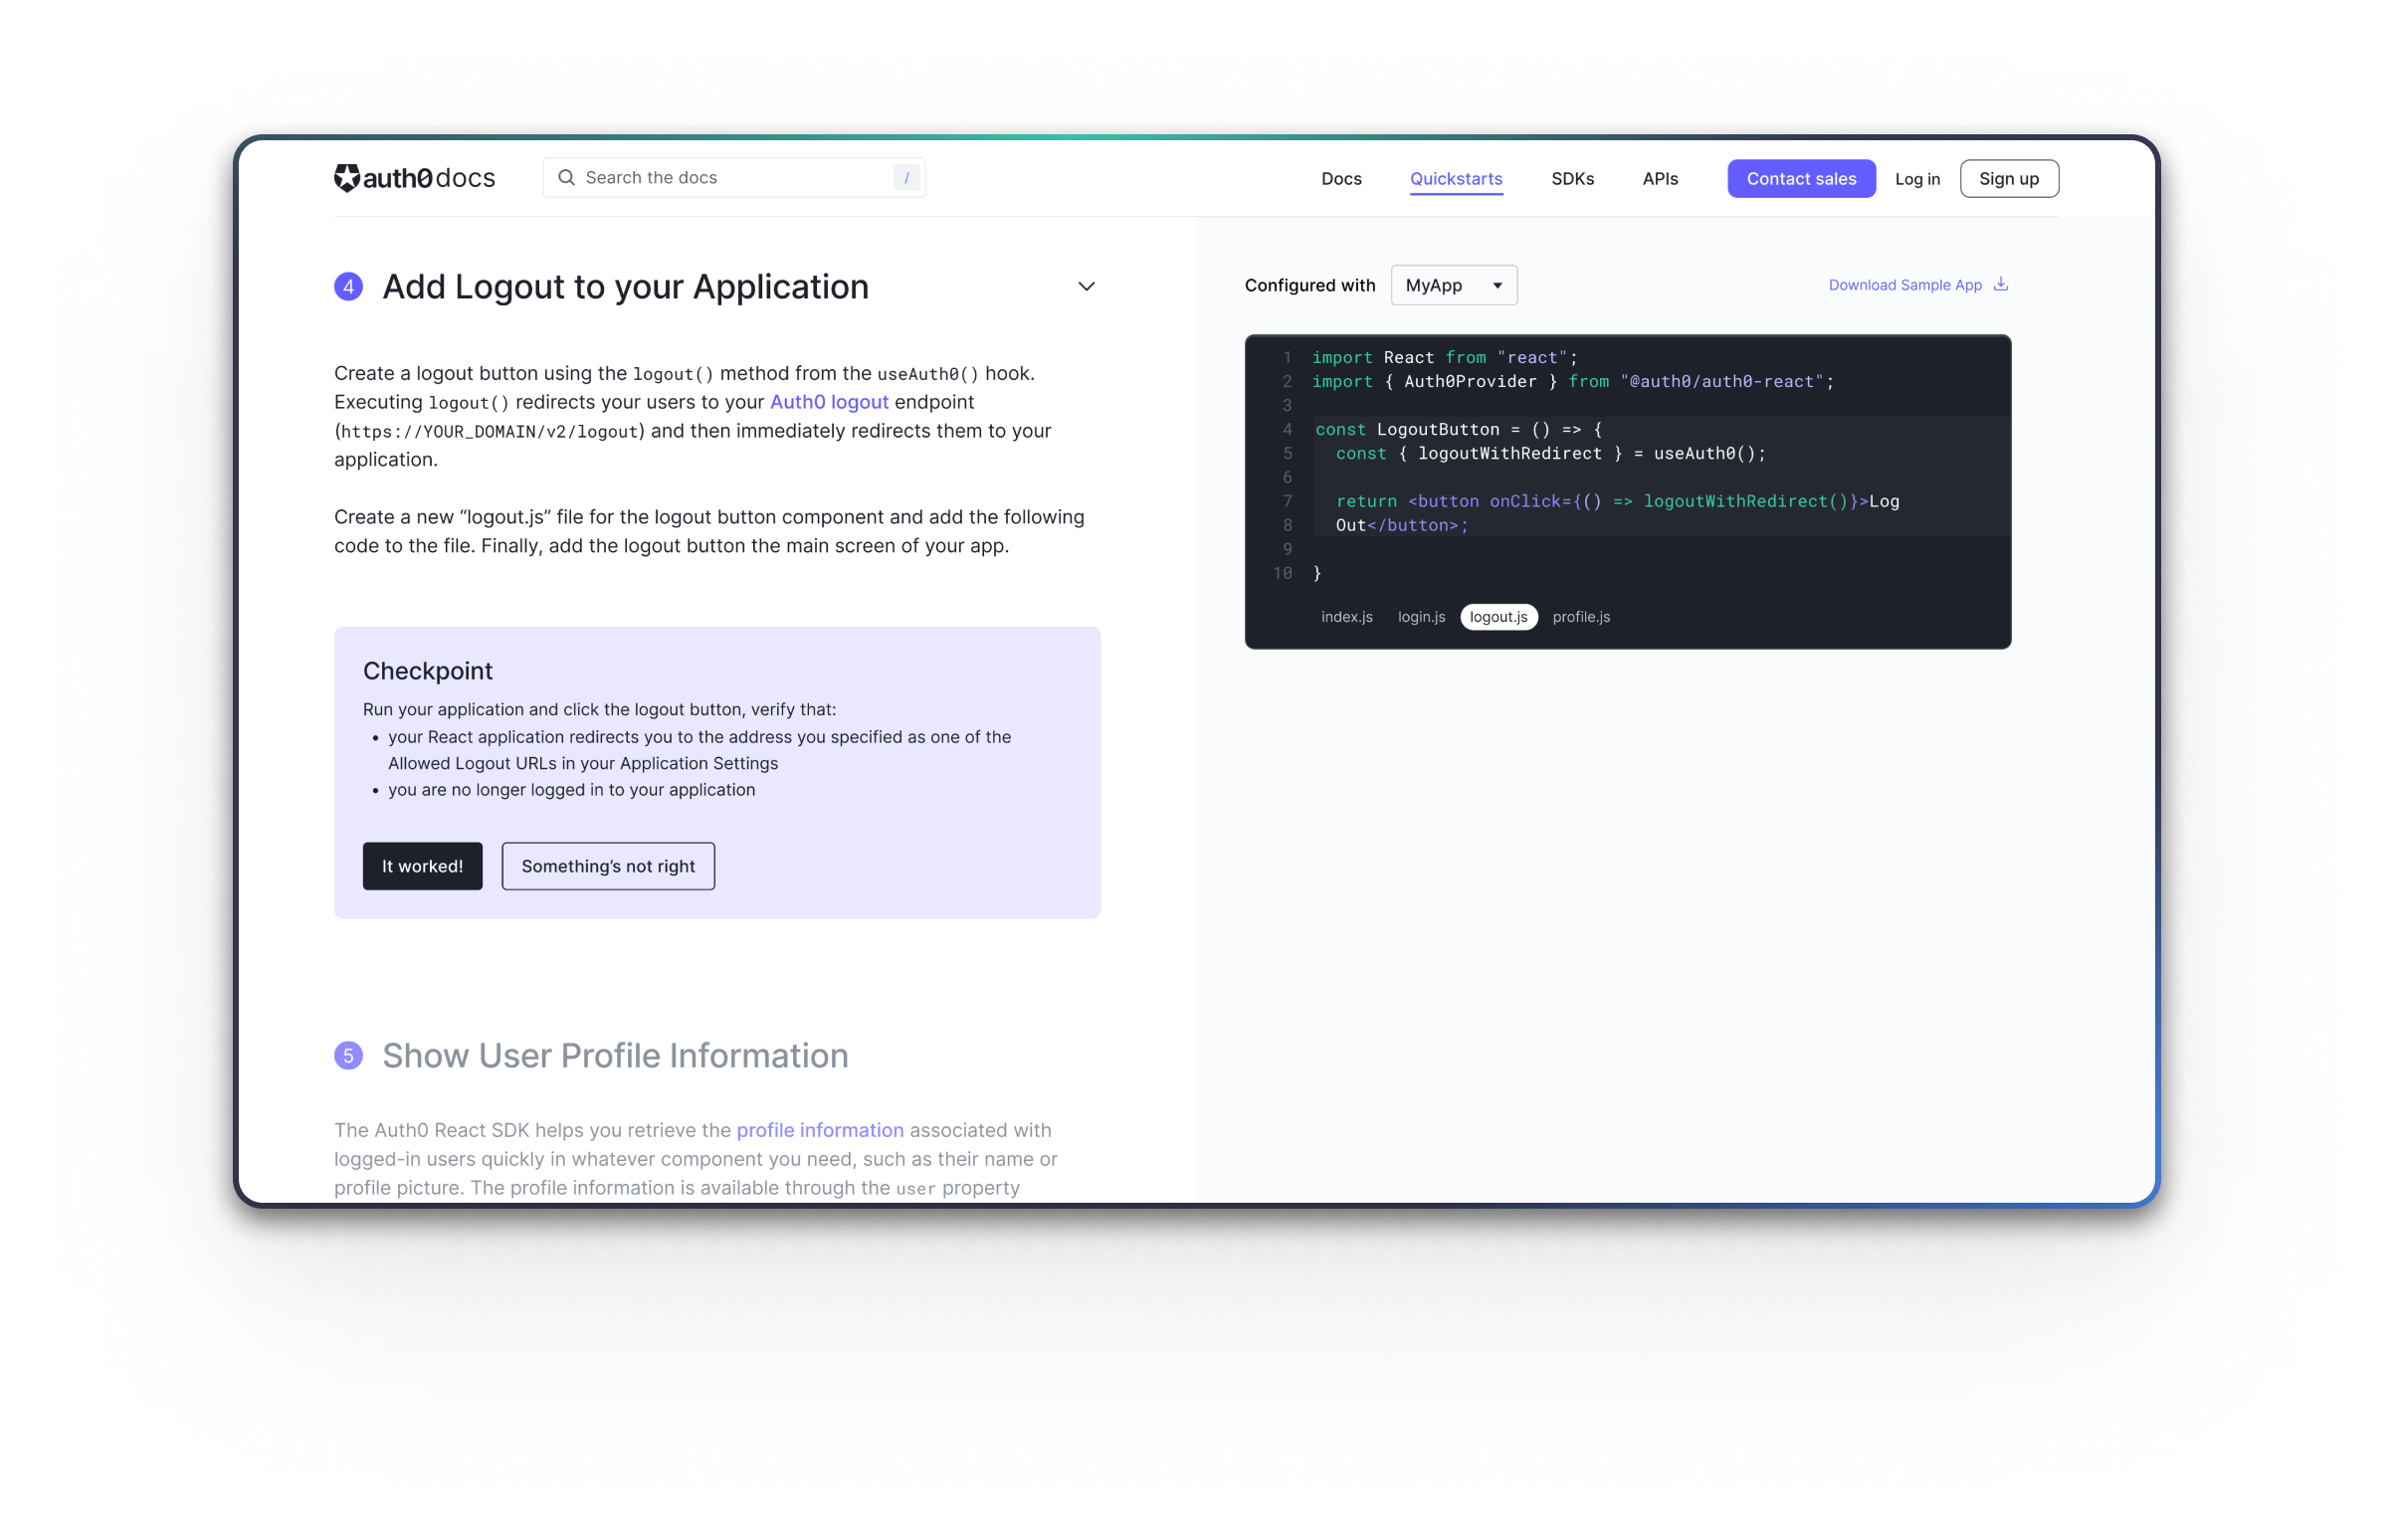 auth0 docs
Search the docs /
Docs Quickstarts SDKs APIs Contact sales Log in Sign up
4 Add Logout to your Application
Create a logout button using the logout() method from the useAuth0() hook.
Executing logout() redirects your users to your Auth0 logout endpoint
(https://YOUR_DOMAIN/v2/logout) and then immediately redirects them to your
application.
Create a new “logout.js” file for the logout button component and add the following
code to the file. Finally, add the logout button the main screen of your app.
Checkpoint
Run your application and click the logout button, verify that:
• your React application redirects you to the address you specified as one of the
Allowed Logout URLs in your Application Settings
• you are no longer logged in to your application
It worked! Something’s not right
5 Show User Profile Information
The Auth0 React SDK helps you retrieve the profile information associated with
logged-in users quickly in whatever component you need, such as their name or
profile picture. The profile information is available through the user property
Configured with MyApp
Download Sample App
1 import React from "react";
2 import { Auth0Provider } from "@auth0/auth0-react";
3
4 const LogoutButton = () => {
5 const { logoutWithRedirect } = useAuth0();
6
7 return <button onClick={() => logoutWithRedirect()}>Log
8 Out</button>;
9
10 }
index.js login.js logout.js profile.js